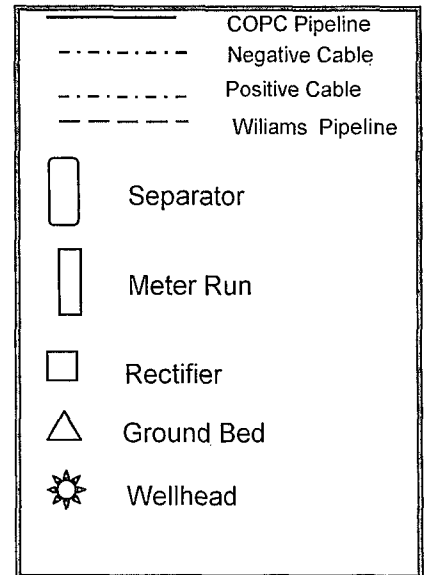 COPC Pipeline
Negative Cable
Positive Cable
Wiliams Pipeline
Separator
Meter Run
Rectifier
Ground Bed
Wellhead